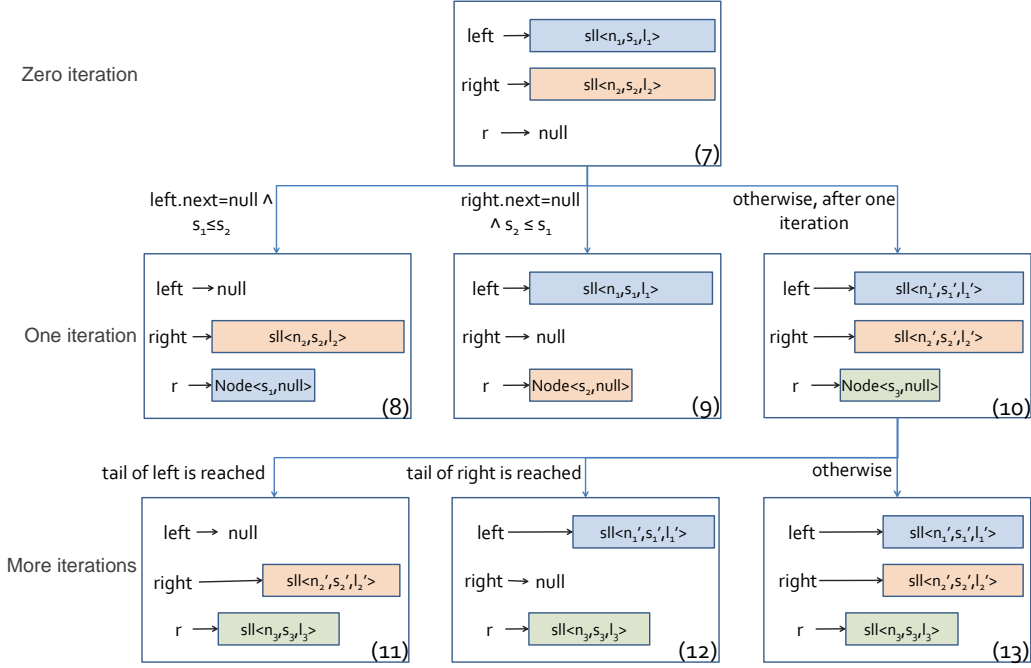 left
sll<n₁,s₁,l₁>
Zero iteration
right
sll<n₂,s₂,l₂>
r
null
(7)
left.next=null ∧
s₁≤s₂
right.next=null
∧ s₂ ≤ s₁
otherwise, after one
iteration
left
null
right
sll<n₂,s₂,l₂>
r
Node<s₁,null>
(8)
One iteration
left
sll<n₁,s₁,l₁>
right
null
r
Node<s₂,null>
(9)
left
sll<n₁',s₁',l₁'>
right
sll<n₂',s₂',l₂'>
r
Node<s₃,null>
(10)
tail of left is reached
tail of right is reached
otherwise
left
null
More iterations
right
sll<n₂',s₂',l₂'>
r
sll<n₃,s₃,l₃>
(11)
left
sll<n₁',s₁',l₁'>
right
null
r
sll<n₃,s₃,l₃>
(12)
left
sll<n₁',s₁',l₁'>
right
sll<n₂',s₂',l₂'>
r
sll<n₃,s₃,l₃>
(13)